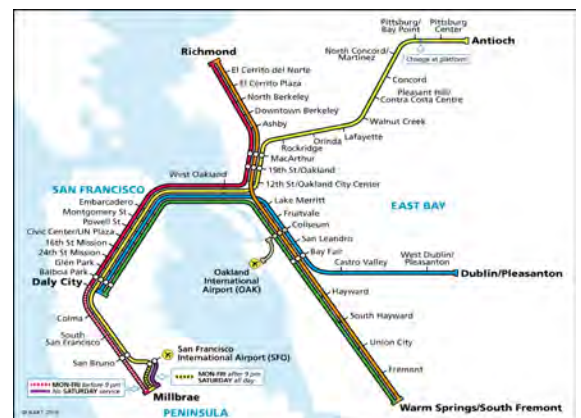 Pittsburg/
Bay Point
Pittsburg
Center
Antioch
Change at platform
North Concord/
Martinez
Concord
Pleasant Hill/
Contra Costa Centre
Walnut Creek
Lafayette
Orinda
Rockridge
Richmond
El Cerrito del Norte
El Cerrito Plaza
North Berkeley
Downtown Berkeley
Ashby
MacArthur
19th St/Oakland
12th St/Oakland City Center
West Oakland
SAN FRANCISCO
EAST BAY
Embarcadero
Montgomery St
Powell St
Civic Center/UN Plaza
16th St Mission
24th St Mission
Glen Park
Balboa Park
Daly City
Lake Merritt
Fruitvale
Coliseum
San Leandro
Bay Fair
Oakland
International
Airport (OAK)
Castro Valley
West Dublin/
Pleasanton
Dublin/Pleasanton
Hayward
South Hayward
Union City
Fremont
Warm Springs/South Fremont
Colma
South
San Francisco
San Bruno
San Francisco
International Airport (SFO)
MON-FRI before 9 pm
No SATURDAY service
MON-FRI after 9 pm
SATURDAY all day
Millbrae
PENINSULA